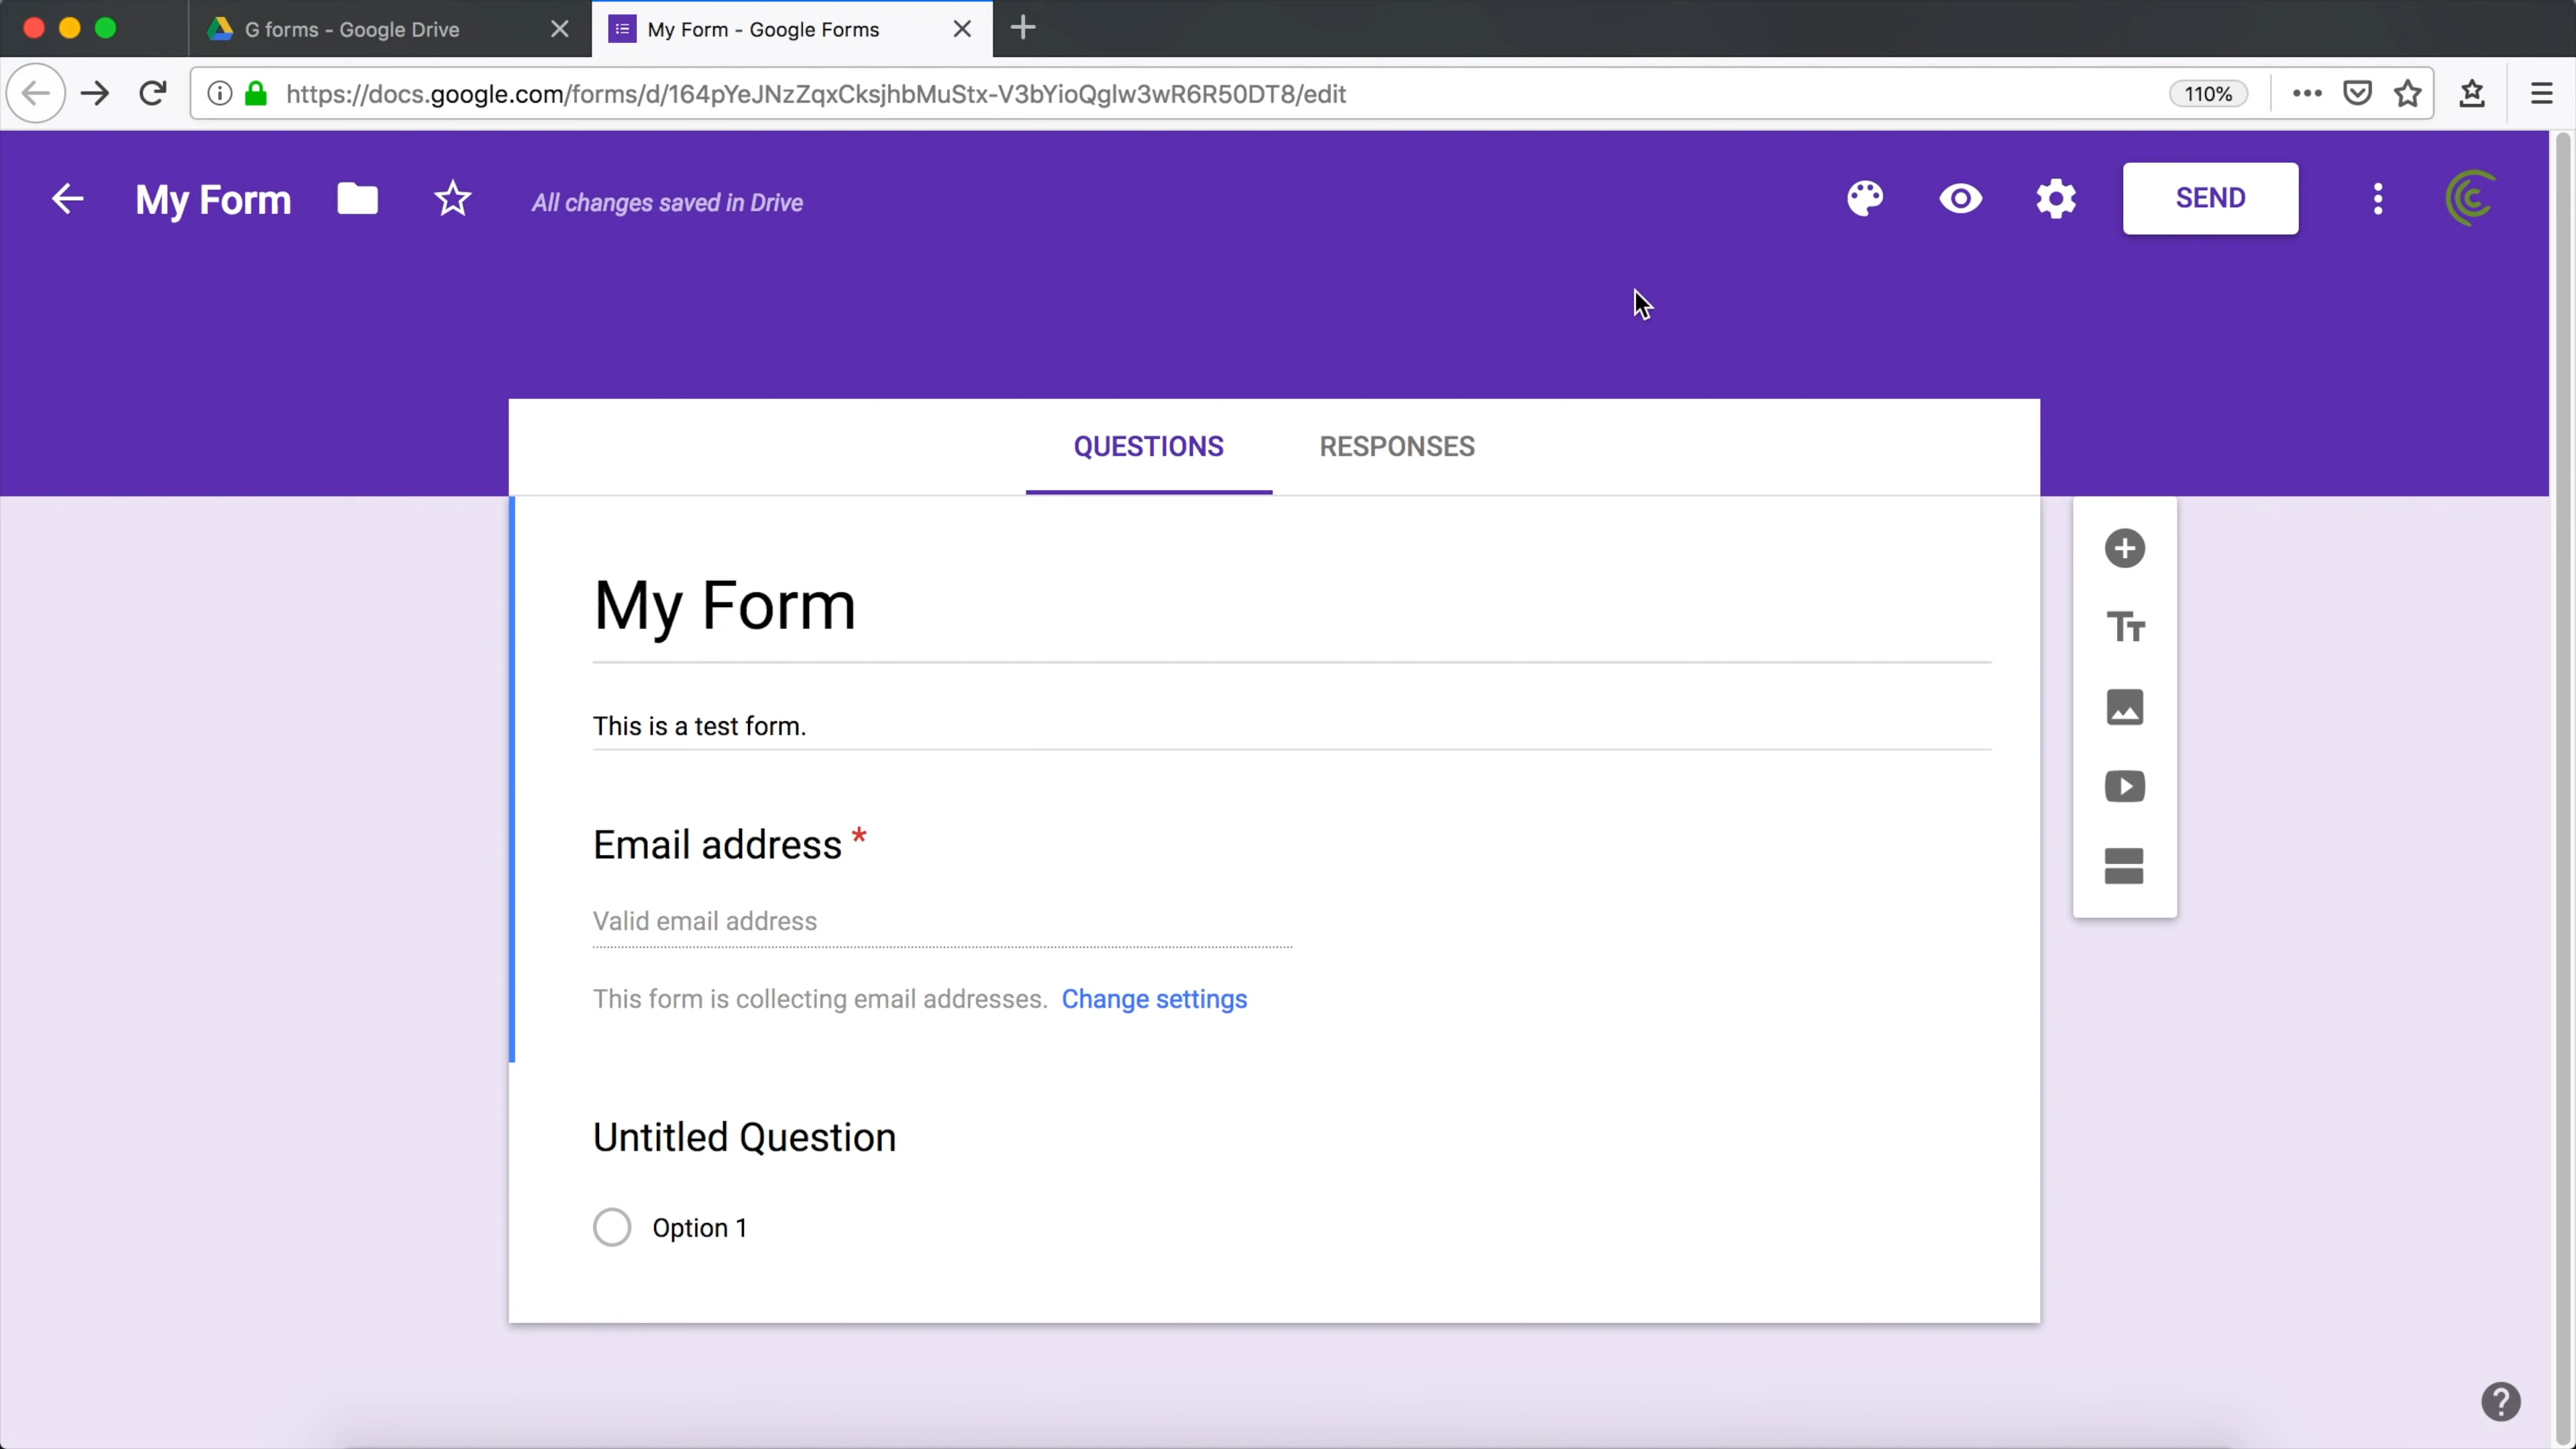 G forms - Google Drive
My Form - Google Forms
https://docs.google.com/forms/d/164pYeJNzZqxCksjhbMuStx-V3bYioQglw3wR6R50DT8/edit
110%
My Form
All changes saved in Drive
SEND
QUESTIONS
RESPONSES
My Form
This is a test form.
Email address *
Valid email address
This form is collecting email addresses. Change settings
Untitled Question
Option 1